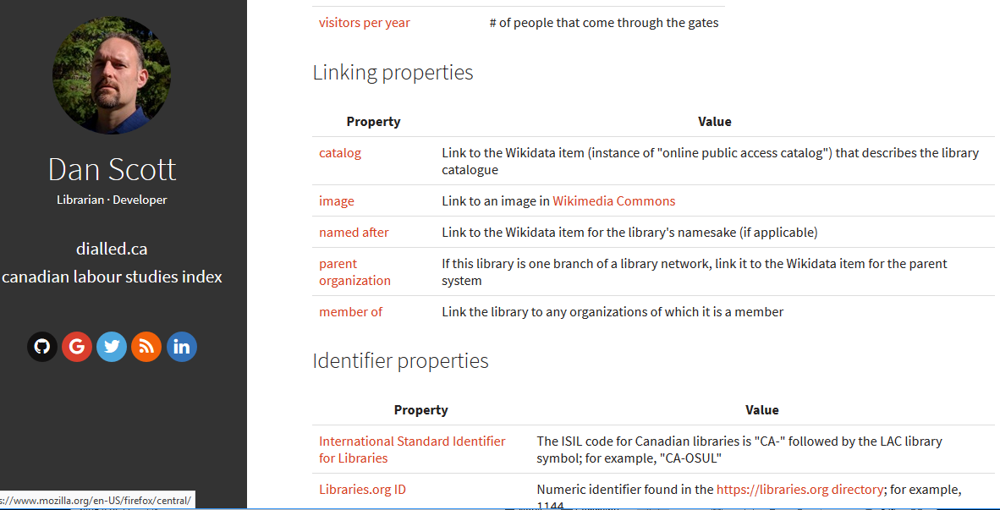 Dan Scott
Librarian · Developer
dialled.ca
canadian labour studies index
visitors per year # of people that come through the gates
Linking properties
Property Value
catalog Link to the Wikidata item (instance of "online public access catalog") that describes the library
catalogue
image Link to an image in Wikimedia Commons
named after Link to the Wikidata item for the library's namesake (if applicable)
parent If this library is one branch of a library network, link it to the Wikidata item for the parent
organization system
member of Link the library to any organizations of which it is a member
Identifier properties
Property Value
International Standard Identifier The ISIL code for Canadian libraries is "CA-" followed by the LAC library
for Libraries symbol; for example, "CA-OSUL"
Libraries.org ID Numeric identifier found in the https://libraries.org directory; for example,
1144
s://www.mozilla.org/en-US/firefox/central/